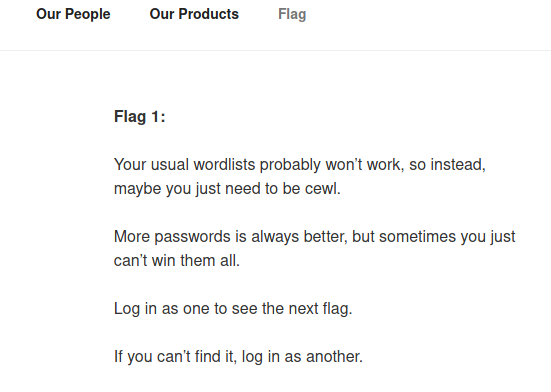 Our People Our Products Flag
Flag 1:
Your usual wordlists probably won’t work, so instead,
maybe you just need to be cewl.
More passwords is always better, but sometimes you just
can’t win them all.
Log in as one to see the next flag.
If you can’t find it, log in as another.